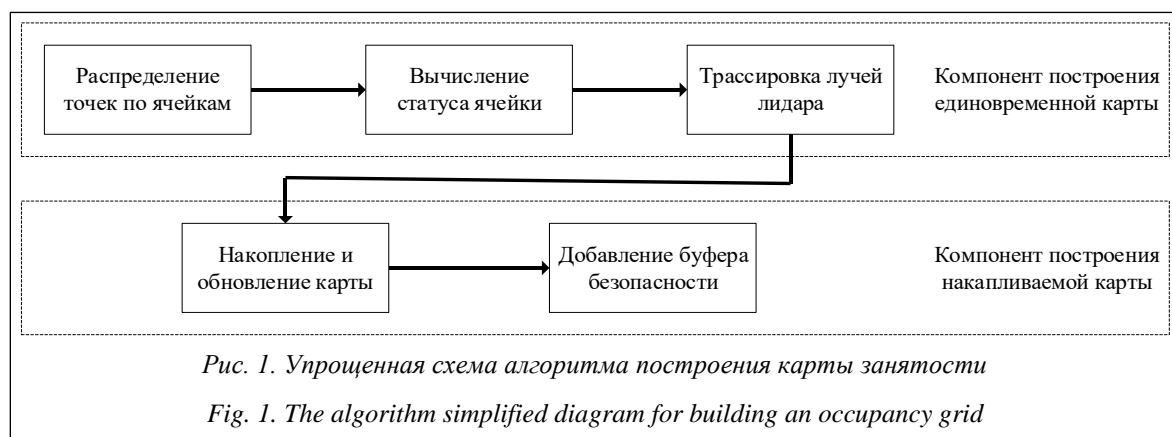 Распределение
точек по ячейкам
Вычисление
статуса ячейки
Трассировка лучей
лидара
Компонент построения
единовременной карты
Накопление и
обновление карты
Добавление буфера
безопасности
Компонент построения
накапливаемой карты
Рис. 1. Упрощенная схема алгоритма построения карты занятости
Fig. 1. The algorithm simplified diagram for building an occupancy grid